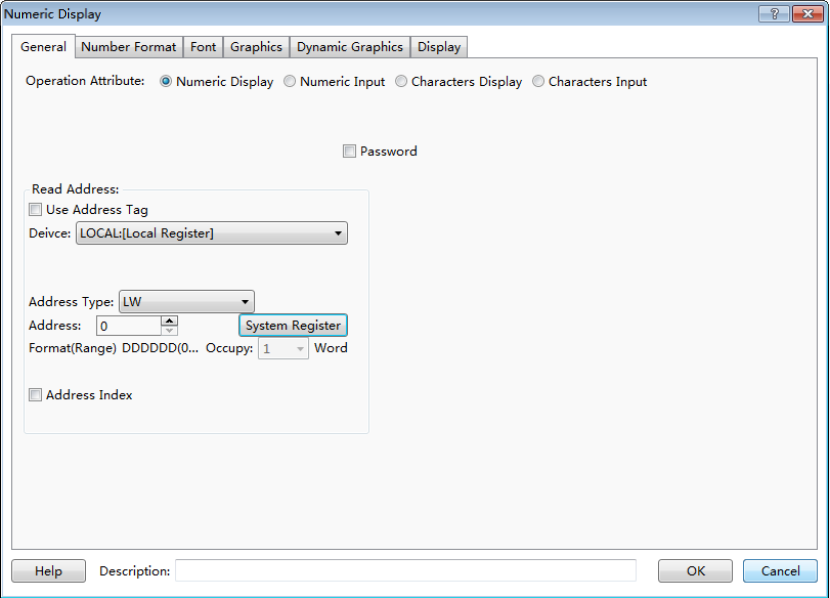 Numeric Display
General Number Format Font Graphics Dynamic Graphics Display
Operation Attribute: Numeric Display Numeric Input Characters Display Characters Input
Password
Read Address:
Use Address Tag
Deivce: LOCAL:[Local Register]
Address Type: LW
Address: 0 System Register
Format(Range) DDDDDD(0... Occupy: 1 Word
Address Index
Help Description: OK Cancel